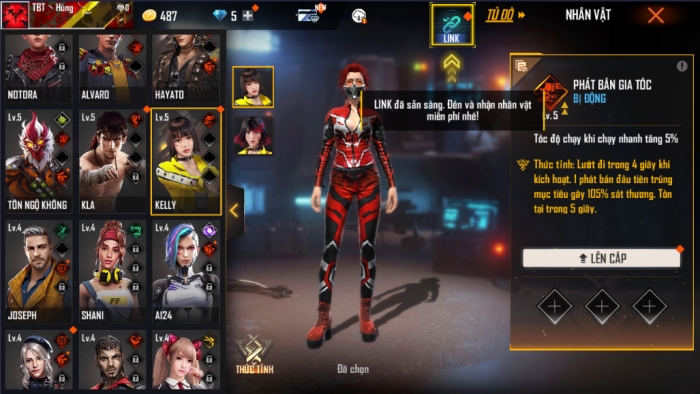 TBT Hùng
487
5
NEW
LINK
TỦ ĐỒ
NHÂN VẬT
NOTORA
ALVARO
HAYATO
LINK đã sẵn sàng. Đến và nhận nhân vật
miễn phí nhé!
PHÁT BẮN GIA TỐC
BỊ ĐỘNG
Lv.5
Tốc độ chạy khi chạy nhanh tăng 5%
Thức tỉnh: Lướt đi trong 4 giây khi
kích hoạt. 1 phát bắn đầu tiên trúng
mục tiêu gây 105% sát thương. Tồn
tại trong 5 giây.
LÊN CẤP
Lv.5
Lv.5
Lv.5
TÔN NGỘ KHÔNG
KLA
KELLY
Lv.4
Lv.4
Lv.4
FF
JOSEPH
SHANI
A124
Lv.4
Lv.4
Lv.4
THỨC TỈNH
Đã chọn